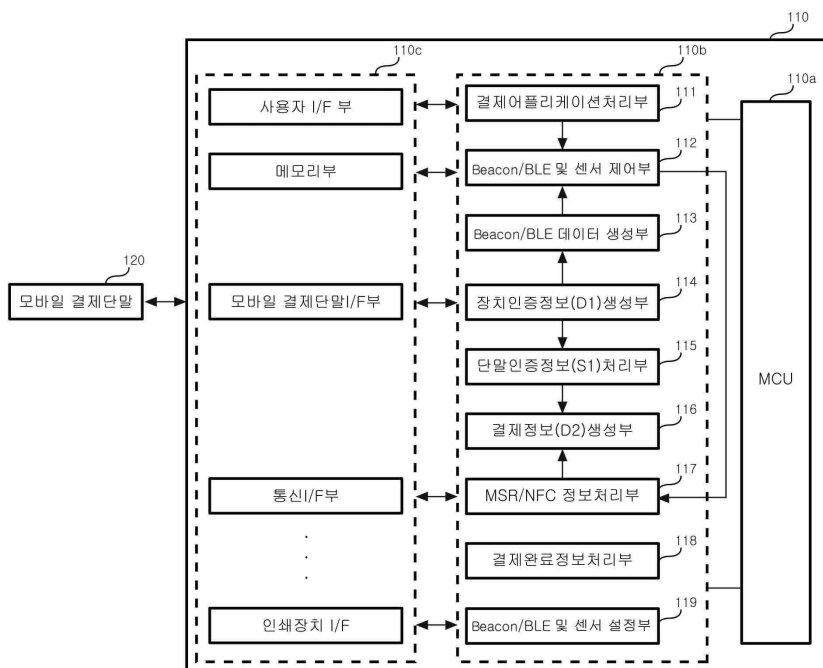 110
110c
110b
110a
사용자 I/F 부
결제어플리케이션처리부
111
메모리부
Beacon/BLE 및 센서 제어부
112
Beacon/BLE 데이터 생성부
113
120
모바일 결제단말
모바일 결제단말I/F부
장치인증정보(D1)생성부
114
단말인증정보(S1)처리부
115
MCU
결제정보(D2)생성부
116
통신I/F부
MSR/NFC 정보처리부
117
결제완료정보처리부
118
인쇄장치 I/F
Beacon/BLE 및 센서 설정부
119